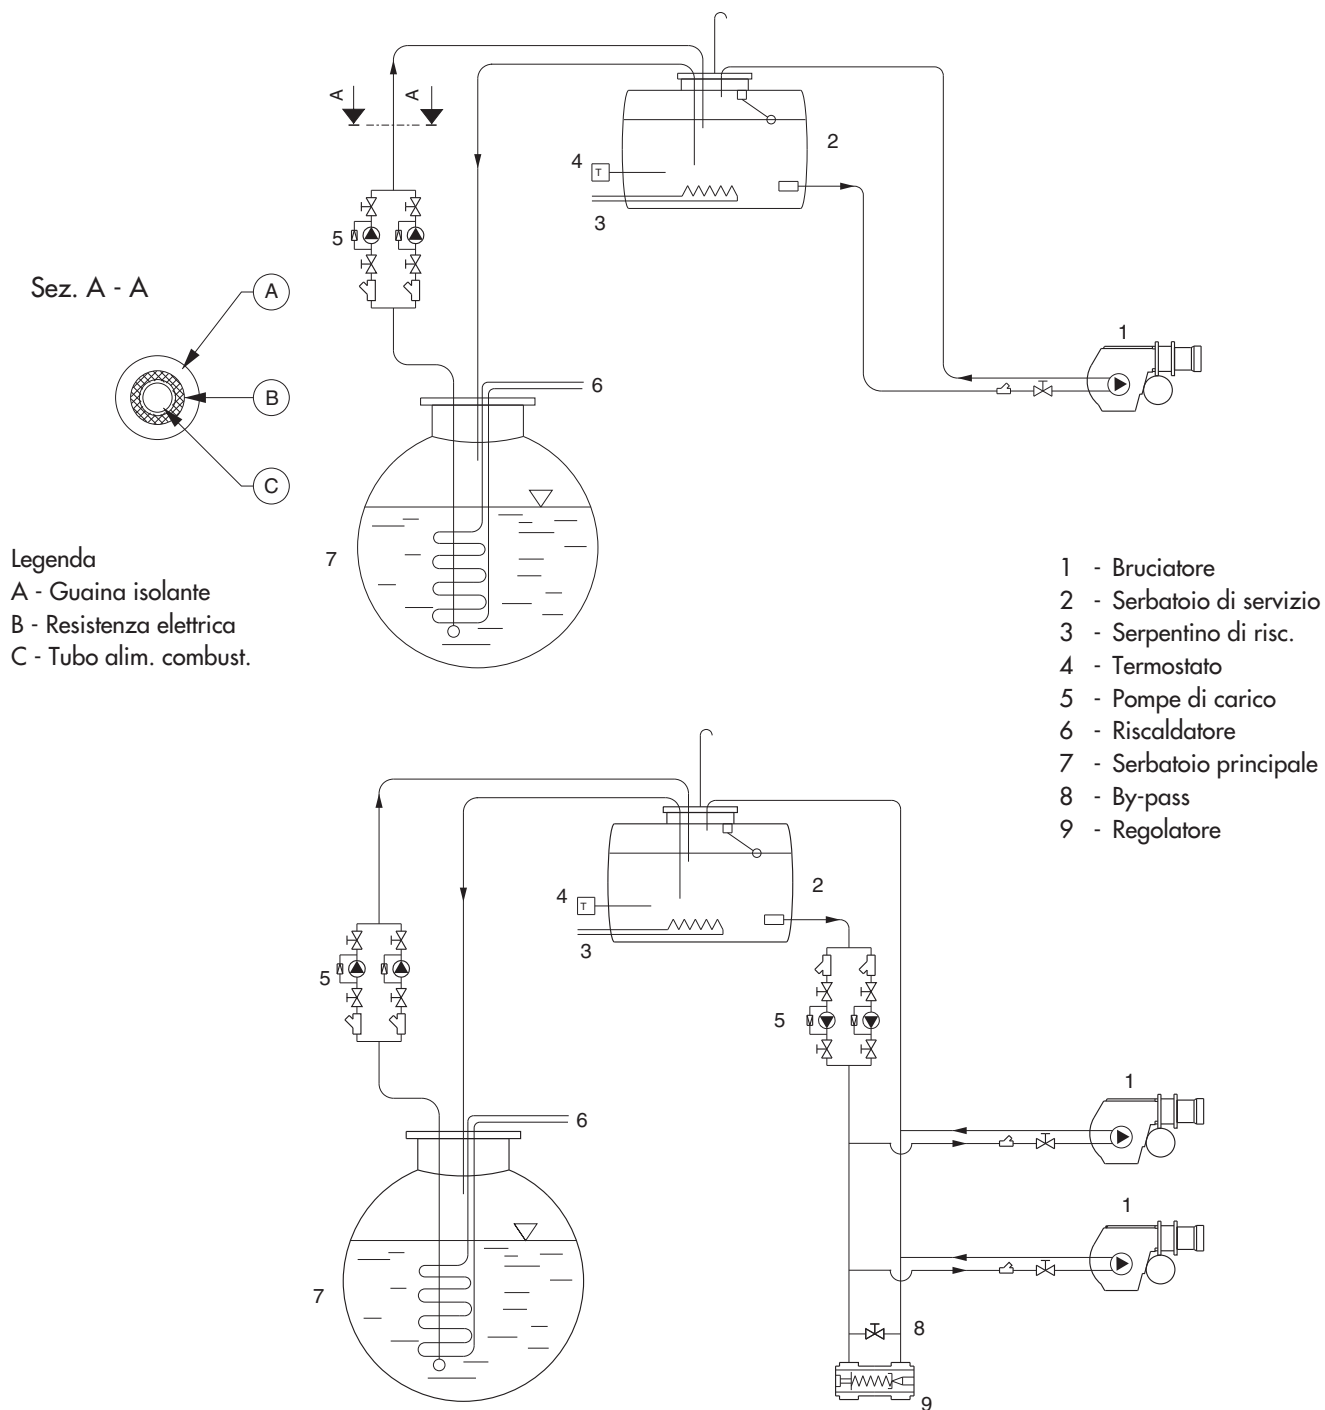 A
A
2
4
T
3
5
Sez. A - A
A
B
C
1
6
7
Legenda
A - Guaina isolante
B - Resistenza elettrica
C - Tubo alim. combust.
1 - Bruciatore
2 - Serbatoio di servizio
3 - Serpentino di risc.
4 - Termostato
5 - Pompe di carico
6 - Riscaldatore
7 - Serbatoio principale
8 - By-pass
9 - Regolatore
2
4
T
3
5
5
6
1
1
7
8
9